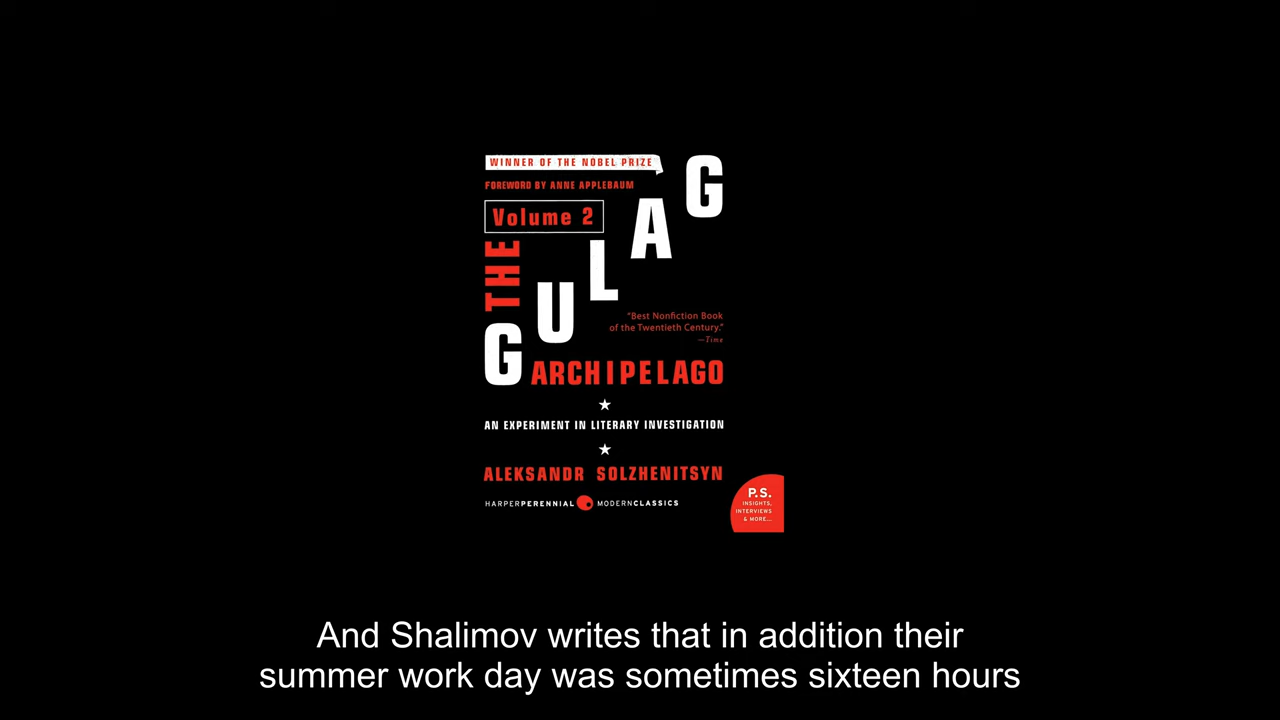 WINNER OF THE NOBEL PRIZE
FOREWORD BY ANNE APPLEBAUM
Volume 2
THE
GULAG
"Best Nonfiction Book
of the Twentieth Century."
—Time
ARCHIPELAGO
AN EXPERIMENT IN LITERARY INVESTIGATION
ALEKSANDR SOLZHENITSYN
HARPERPERENNIAL MODERNCLASSICS
P.S.
INSIGHTS,
INTERVIEWS
& MORE...
And Shalimov writes that in addition their
summer work day was sometimes sixteen hours